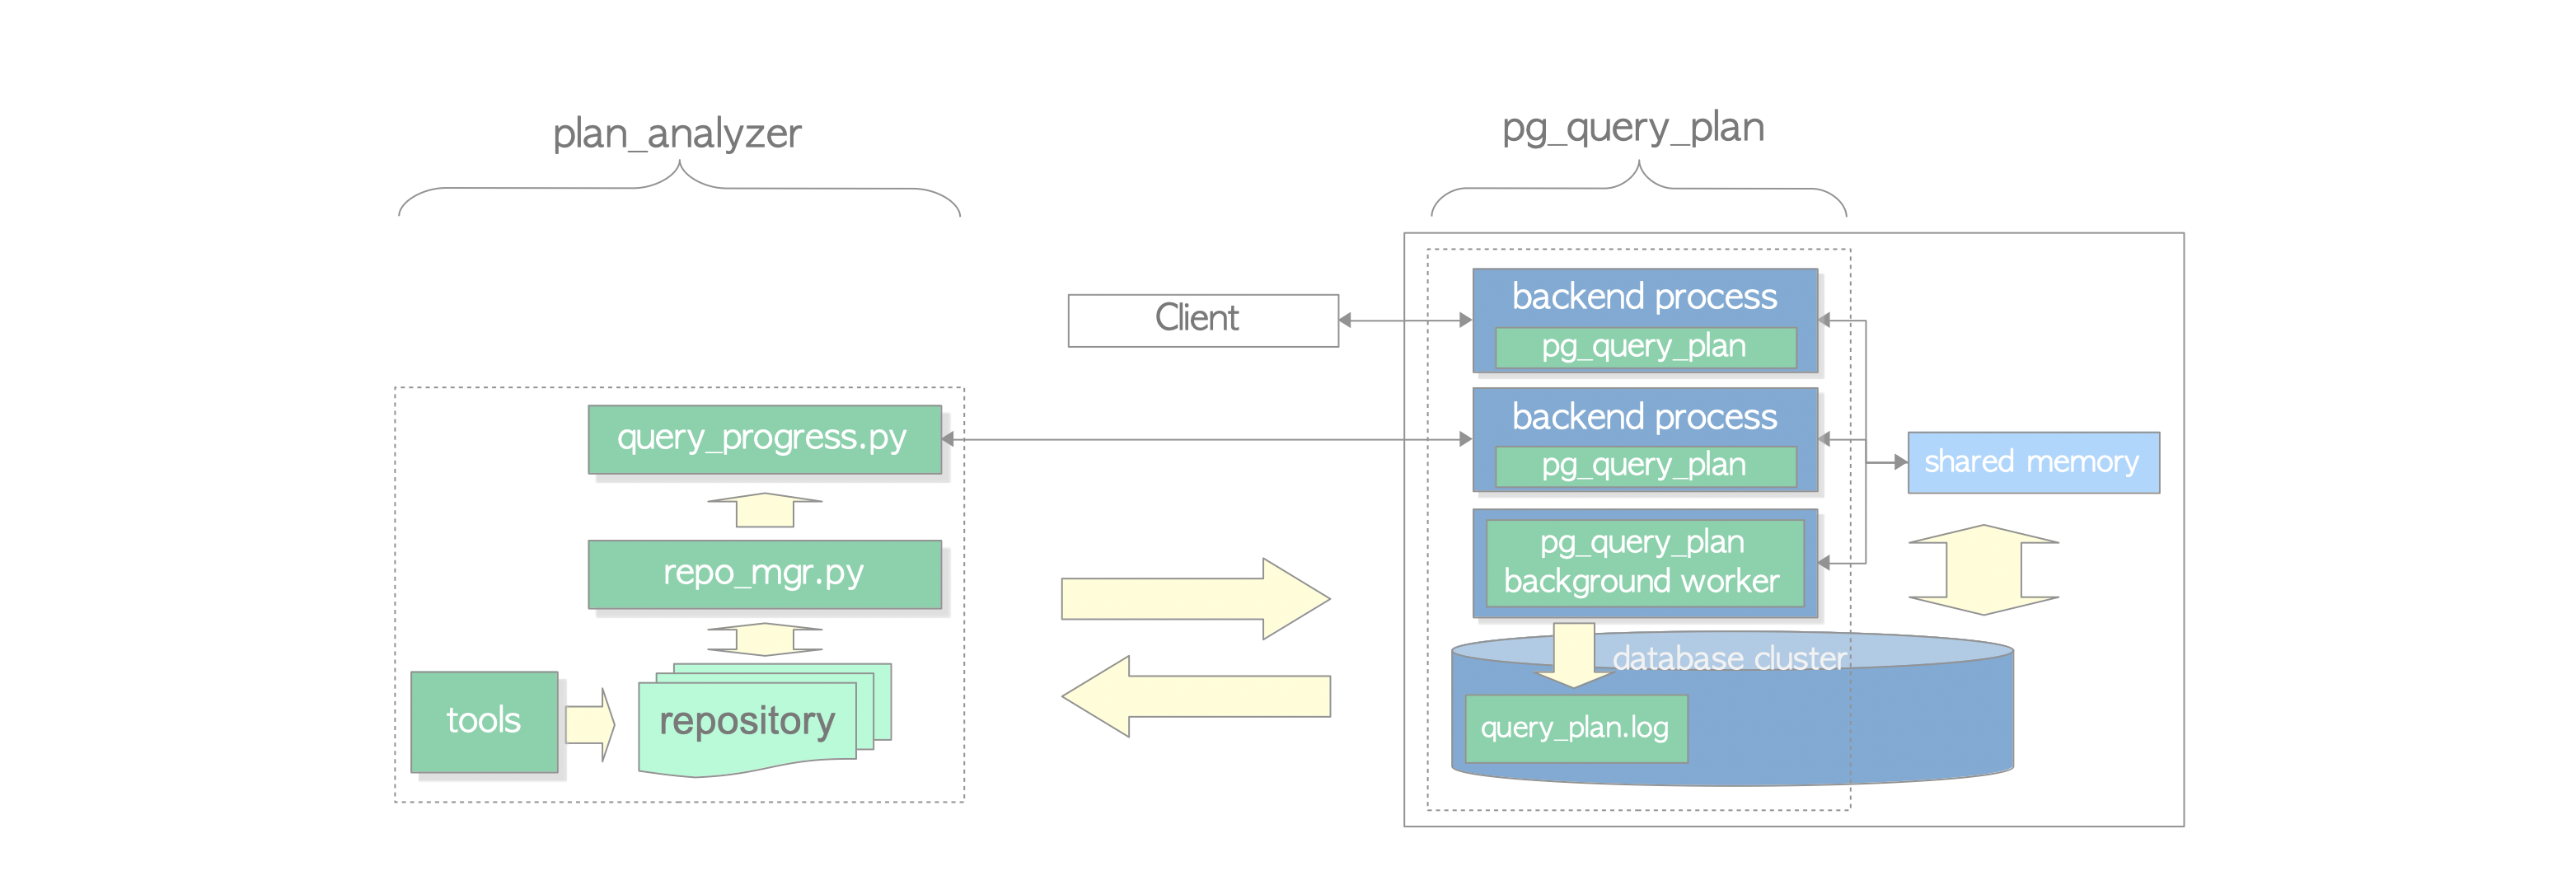 plan_analyzer
pg_query_plan
Client
backend process
pg_query_plan
query_progress.py
backend process
pg_query_plan
shared memory
repo_mgr.py
pg_query_plan
background worker
database cluster
tools
repository
query_plan.log